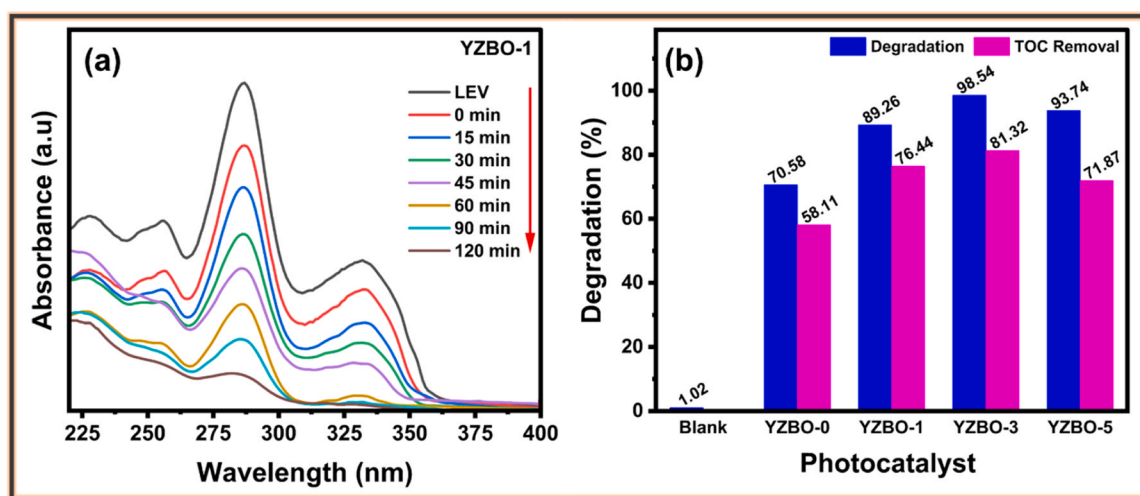 (a)
YZBO-1
LEV
0 min
15 min
30 min
45 min
60 min
90 min
120 min
Absorbance (a.u)
225 250 275 300 325 350 375 400
Wavelength (nm)
(b)
Degradation TOC Removal
100
80
60
40
20
0
Degradation (%)
1.02
70.58
58.11
89.26
76.44
98.54
81.32
93.74
71.87
Blank YZBO-0 YZBO-1 YZBO-3 YZBO-5
Photocatalyst